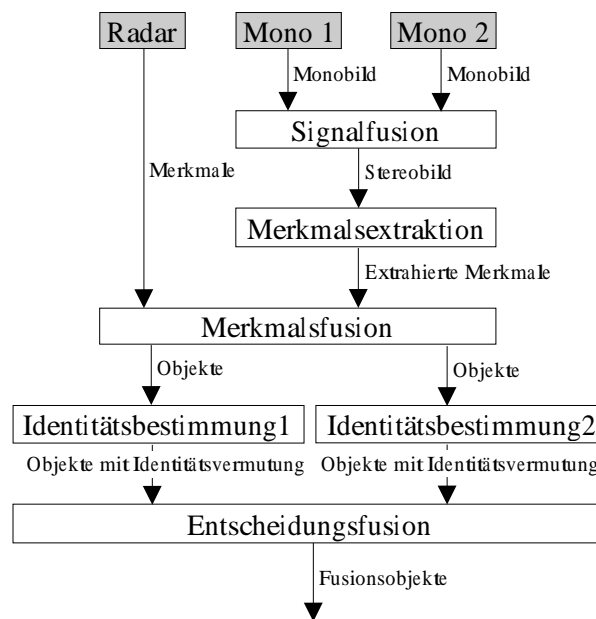 Radar
Mono 1
Mono 2
Monobild
Monobild
Signalfusion
Merkmale
Stereobild
Merkmalsextraktion
Extrahierte Merkmale
Merkmalsfusion
Objekte
Objekte
Identitätsbestimmung1
Identitätsbestimmung2
Objekte mit Identitätsvermutung
Objekte mit Identitätsvermutung
Entscheidungsfusion
Fusionsobjekte